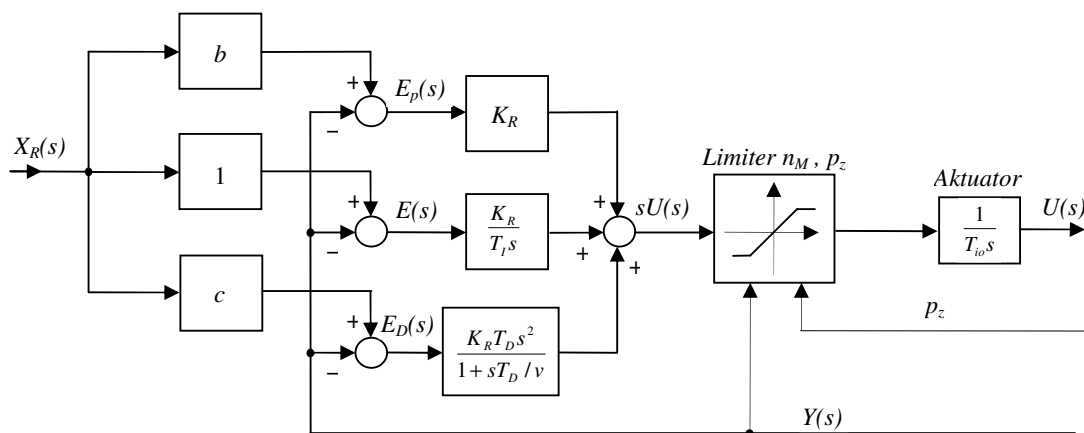 b
+
E_p(s)
K_R
−
X_R(s)
Limiter n_M , p_z
1
+
E(s)
K_R
T_I s
+
sU(s)
Aktuator
1
T_io s
U(s)
−
+
+
c
+
E_D(s)
K_R T_D s^2
1 + sT_D / v
p_z
−
Y(s)